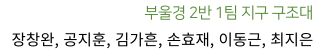 부울경 2반 1팀 지구 구조대
장창완, 공지훈, 김가흔, 손효재, 이동근, 최지은